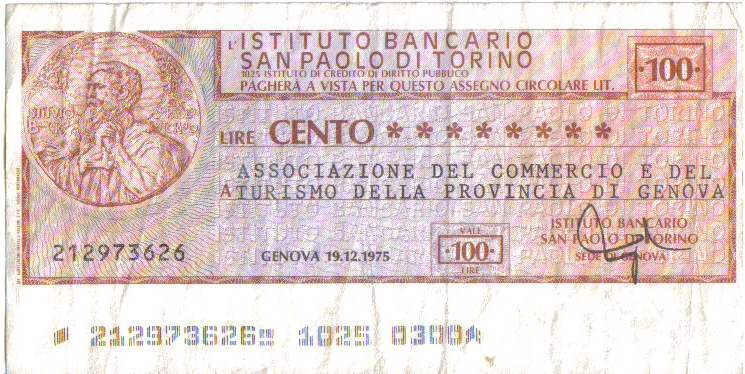 L'ISTITUTO BANCARIO
SAN PAOLO DI TORINO
1025 ISTITUTO DI CREDITO DI DIRITTO PUBBLICO
PAGHERÀ A VISTA PER QUESTO ASSEGNO CIRCOLARE LIT.
·100·
LIRE CENTO ********
ASSOCIAZIONE DEL COMMERCIO E DEL
A TURISMO DELLA PROVINCIA DI GENOVA
212973626
GENOVA 19.12.1975
VALE
·100·
LIRE
ISTITUTO BANCARIO
SAN PAOLO DI TORINO
SEDE DI GENOVA
212973626 1025 0300